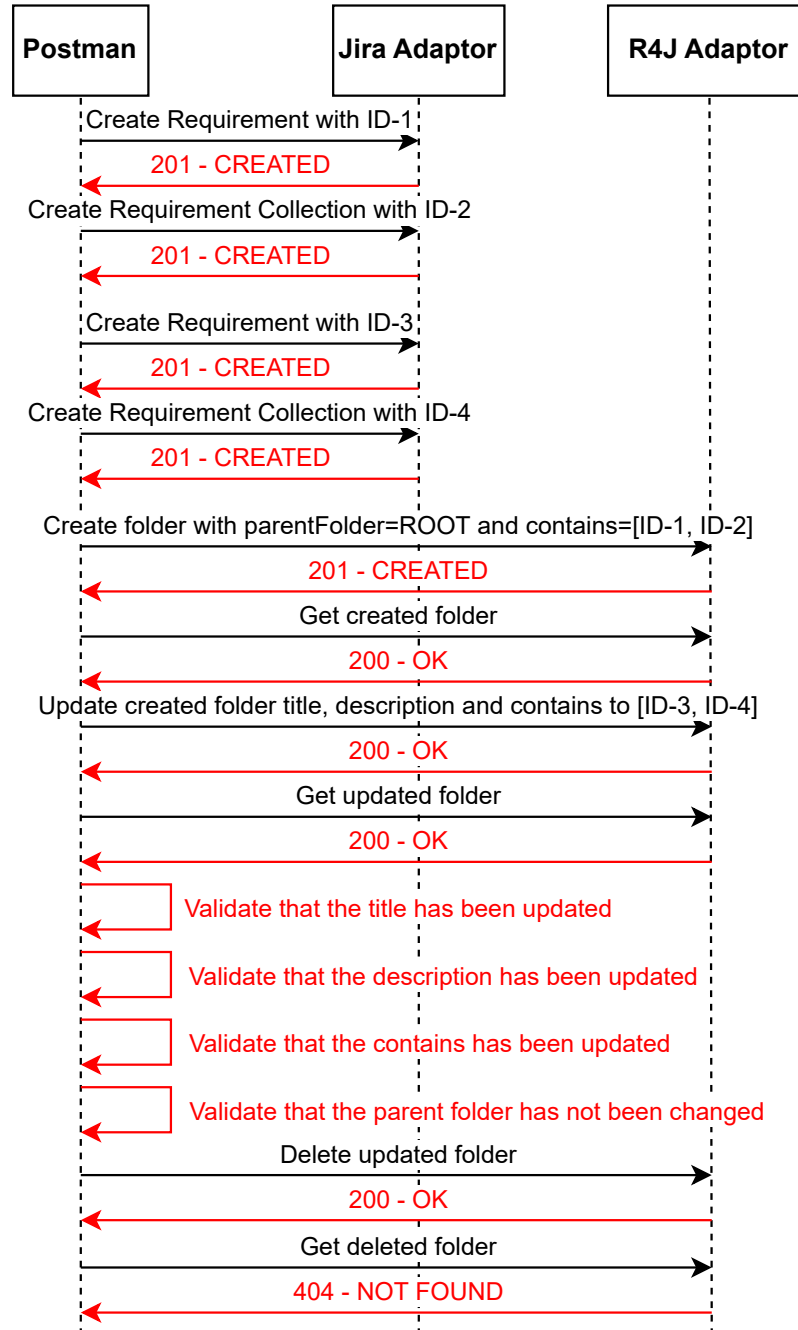 Postman
Jira Adaptor
R4J Adaptor
Create Requirement with ID-1
201 - CREATED
Create Requirement Collection with ID-2
201 - CREATED
Create Requirement with ID-3
201 - CREATED
Create Requirement Collection with ID-4
201 - CREATED
Create folder with parentFolder=ROOT and contains=[ID-1, ID-2]
201 - CREATED
Get created folder
200 - OK
Update created folder title, description and contains to [ID-3, ID-4]
200 - OK
Get updated folder
200 - OK
Validate that the title has been updated
Validate that the description has been updated
Validate that the contains has been updated
Validate that the parent folder has not been changed
Delete updated folder
200 - OK
Get deleted folder
404 - NOT FOUND